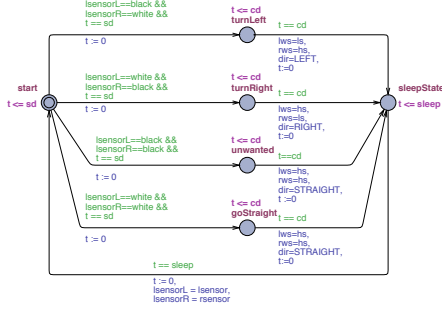 lsensorL==black &&
lsensorR==white &&
t == sd
t := 0
t <= cd
turnLeft
t == cd
lws=ls,
rws=hs,
dir=LEFT,
t:=0
start
t <= sd
lsensorL==white &&
lsensorR==black &&
t == sd
t := 0
t <= cd
turnRight
t == cd
lws=hs,
rws=ls,
dir=RIGHT,
t:=0
sleepState
t <= sleep
lsensorL==black &&
lsensorR==black &&
t == sd
t := 0
t <= cd
unwanted
t==cd
lws=hs,
rws=hs,
dir=STRAIGHT,
t :=0
lsensorL==white &&
lsensorR==white &&
t == sd
t := 0
t <= cd
goStraight
t == cd
lws=hs,
rws=hs,
dir=STRAIGHT,
t:=0
t == sleep
t := 0,
lsensorL = lsensor,
lsensorR = rsensor